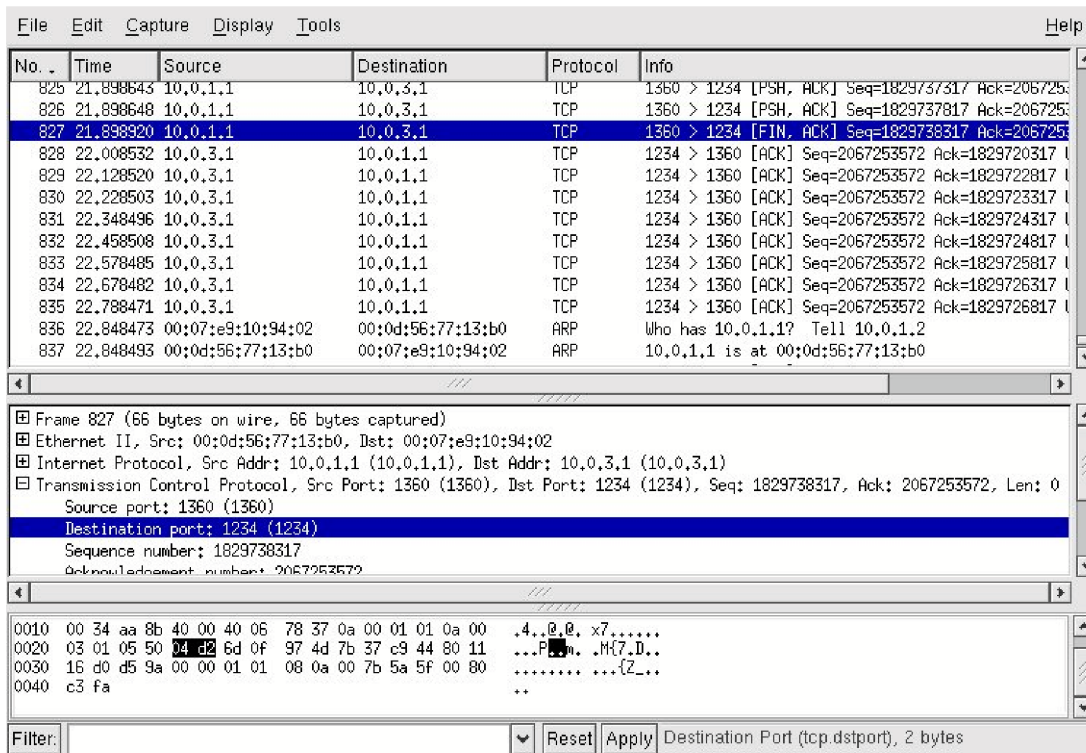 File Edit Capture Display Tools Help
No. . Time Source Destination Protocol Info
825 21.898643 10.0.1.1 10.0.3.1 TCP 1360 > 1234 [PSH, ACK] Seq=1829737317 Ack=206725
826 21.898648 10.0.1.1 10.0.3.1 TCP 1360 > 1234 [PSH, ACK] Seq=1829737817 Ack=206725
827 21.898920 10.0.1.1 10.0.3.1 TCP 1360 > 1234 [FIN, ACK] Seq=1829738317 Ack=206725
828 22.008532 10.0.3.1 10.0.1.1 TCP 1234 > 1360 [ACK] Seq=2067253572 Ack=1829720317
829 22.128520 10.0.3.1 10.0.1.1 TCP 1234 > 1360 [ACK] Seq=2067253572 Ack=1829722817
830 22.228503 10.0.3.1 10.0.1.1 TCP 1234 > 1360 [ACK] Seq=2067253572 Ack=1829723317
831 22.348496 10.0.3.1 10.0.1.1 TCP 1234 > 1360 [ACK] Seq=2067253572 Ack=1829724317
832 22.458508 10.0.3.1 10.0.1.1 TCP 1234 > 1360 [ACK] Seq=2067253572 Ack=1829724817
833 22.578485 10.0.3.1 10.0.1.1 TCP 1234 > 1360 [ACK] Seq=2067253572 Ack=1829725817
834 22.678482 10.0.3.1 10.0.1.1 TCP 1234 > 1360 [ACK] Seq=2067253572 Ack=1829726317
835 22.788471 10.0.3.1 10.0.1.1 TCP 1234 > 1360 [ACK] Seq=2067253572 Ack=1829726817
836 22.848473 00:07:e9:10:94:02 00:0d:56:77:13:b0 ARP Who has 10.0.1.1? Tell 10.0.1.2
837 22.848493 00:0d:56:77:13:b0 00:07:e9:10:94:02 ARP 10.0.1.1 is at 00:0d:56:77:13:b0
Frame 827 (66 bytes on wire, 66 bytes captured)
Ethernet II, Src: 00:0d:56:77:13:b0, Dst: 00:07:e9:10:94:02
Internet Protocol, Src Addr: 10.0.1.1 (10.0.1.1), Dst Addr: 10.0.3.1 (10.0.3.1)
Transmission Control Protocol, Src Port: 1360 (1360), Dst Port: 1234 (1234), Seq: 1829738317, Ack: 2067253572, Len: 0
Source port: 1360 (1360)
Destination port: 1234 (1234)
Sequence number: 1829738317
Acknowledgement number: 2067253572
0010 00 34 aa 8b 40 00 40 06 78 37 0a 00 01 01 0a 00 .4..@.@. x7......
0020 03 01 05 50 04 d2 6d 0f 97 4d 7b 37 c9 44 80 11 ...P..m. .M{7.D..
0030 16 d0 d5 9a 00 00 01 01 08 0a 00 7b 5a 5f 00 80 ........ ...{Z_..
0040 c3 fa ..
Filter: Reset Apply Destination Port (tcp.dstport), 2 bytes